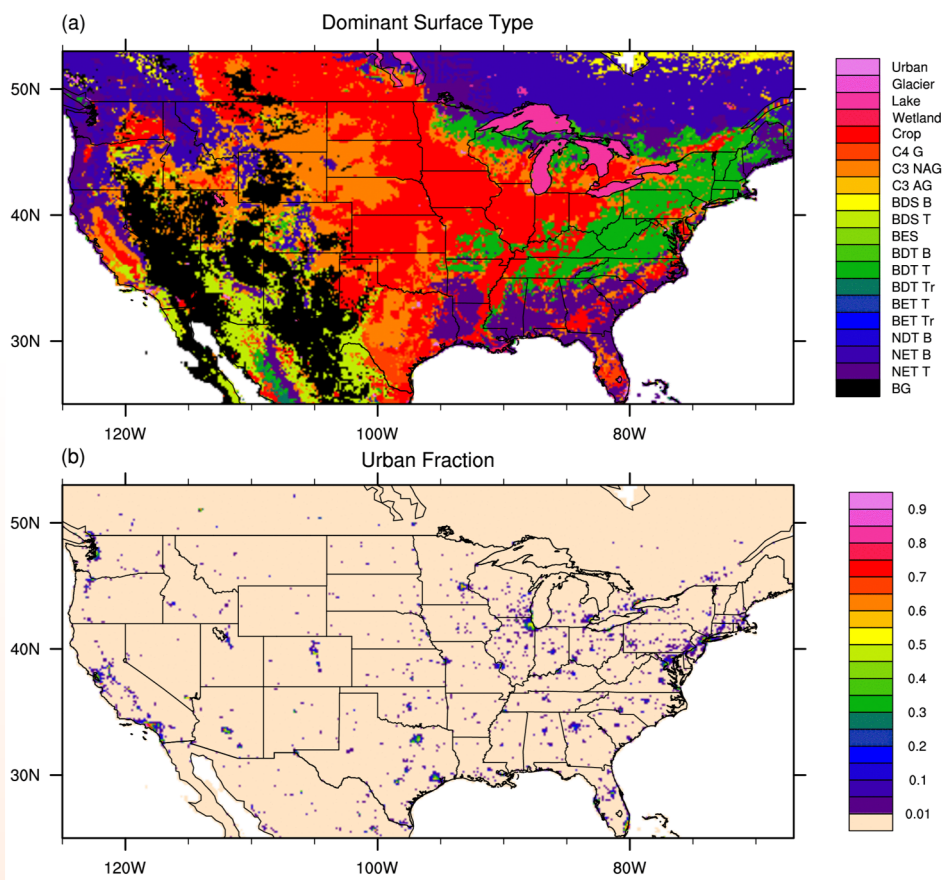 (a)
Dominant Surface Type
50N
40N
30N
120W
100W
80W
Urban
Glacier
Lake
Wetland
Crop
C4 G
C3 NAG
C3 AG
BDS B
BDS T
BES
BDT B
BDT T
BDT Tr
BET T
BET Tr
NDT B
NET B
NET T
BG
(b)
Urban Fraction
50N
40N
30N
120W
100W
80W
0.9
0.8
0.7
0.6
0.5
0.4
0.3
0.2
0.1
0.01